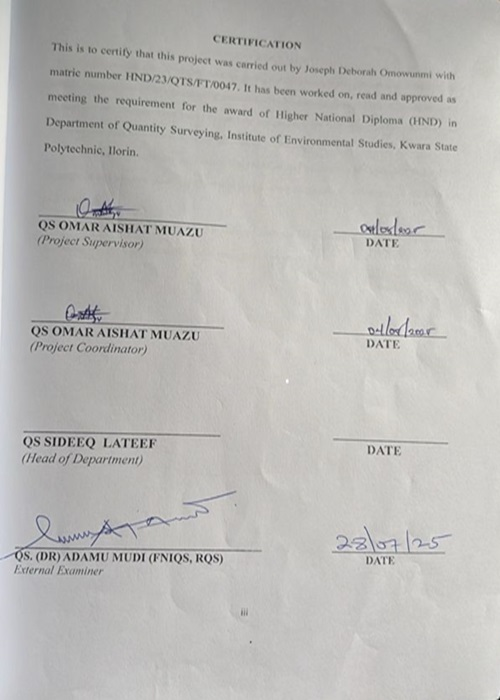 CERTIFICATION
This is to certify that this project was carried out by Joseph Deborah Omowunmi with
matric number HND/23/QTS/FT/0047. It has been worked on, read and approved as
meeting the requirement for the award of Higher National Diploma (HND) in
Department of Quantity Surveying, Institute of Environmental Studies, Kwara State
Polytechnic, Ilorin.
QS OMAR AISHAT MUAZU
DATE
(Project Supervisor)
QS OMAR AISHAT MUAZU
DATE
(Project Coordinator)
QS SIDEEQ LATEEF
DATE
(Head of Department)
28/07/25
QS. (DR) ADAMU MUDI (FNIQS, RQS)
DATE
External Examiner
iii